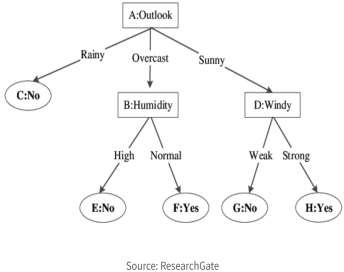 A:Outlook
Rainy
Overcast
Sunny
C:No
B:Humidity
D:Windy
High
Normal
Weak
Strong
E:No
F:Yes
G:No
H:Yes
Source: ResearchGate